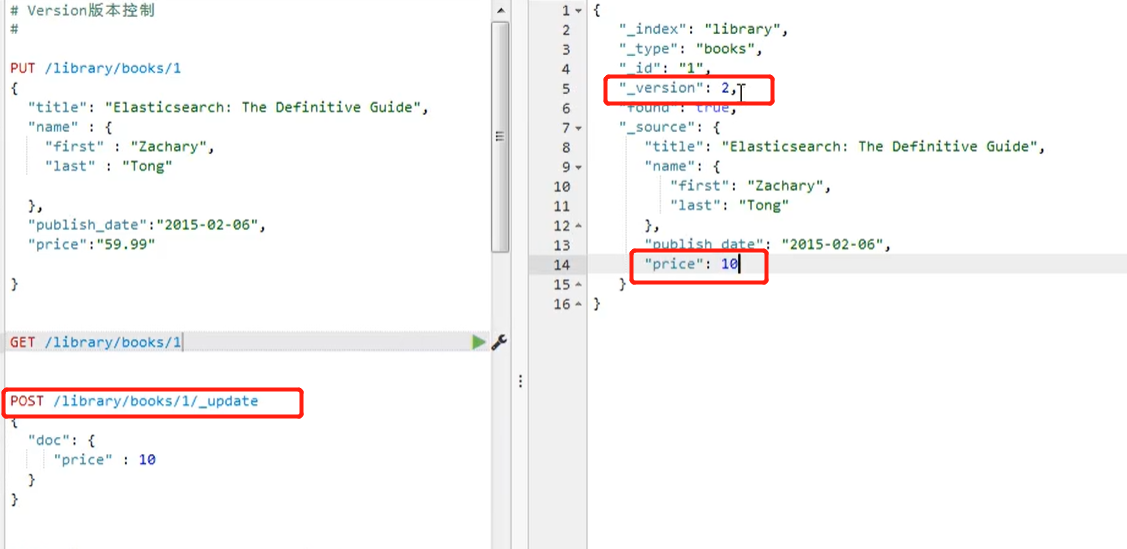 # Version版本控制
#
PUT /library/books/1
{
"title": "Elasticsearch: The Definitive Guide",
"name" : {
"first" : "Zachary",
"last" : "Tong"
},
"publish_date":"2015-02-06",
"price":"59.99"
}
GET /library/books/1
POST /library/books/1/_update
{
"doc": {
"price" : 10
}
}
1 {
2 "_index": "library",
3 "_type": "books",
4 "_id": "1",
5 "_version": 2,
6 "found": true,
7 "_source": {
8 "title": "Elasticsearch: The Definitive Guide",
9 "name": {
10 "first": "Zachary",
11 "last": "Tong"
12 },
13 "publish_date": "2015-02-06",
14 "price": 10
15 }
16 }